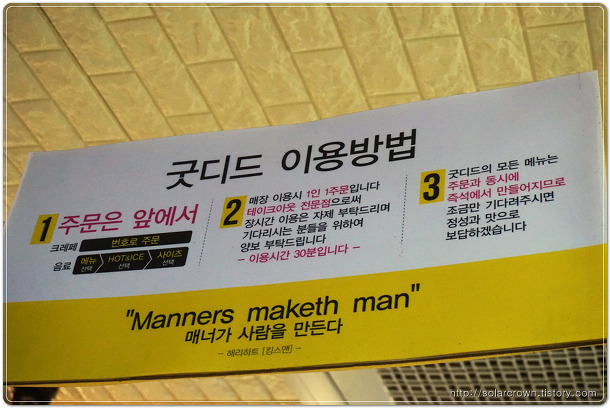 굿디드 이용방법
1 주문은 앞에서
크레페 번호로 주문
음료 메뉴 선택 HOT&ICE 선택 사이즈 선택
2 매장 이용시 1인 1주문입니다
테이크아웃 전문점으로써
장시간 이용은 자제 부탁드리며
기다리시는 분들을 위하여
양보 부탁드립니다
- 이용시간 30분입니다 -
3 굿디드의 모든 메뉴는
주문과 동시에
즉석에서 만들어지므로
조금만 기다려주시면
정성과 맛으로
보답하겠습니다
"Manners maketh man"
매너가 사람을 만든다
- 해리하트 [킹스맨] -
http://solarcrown.tistory.com